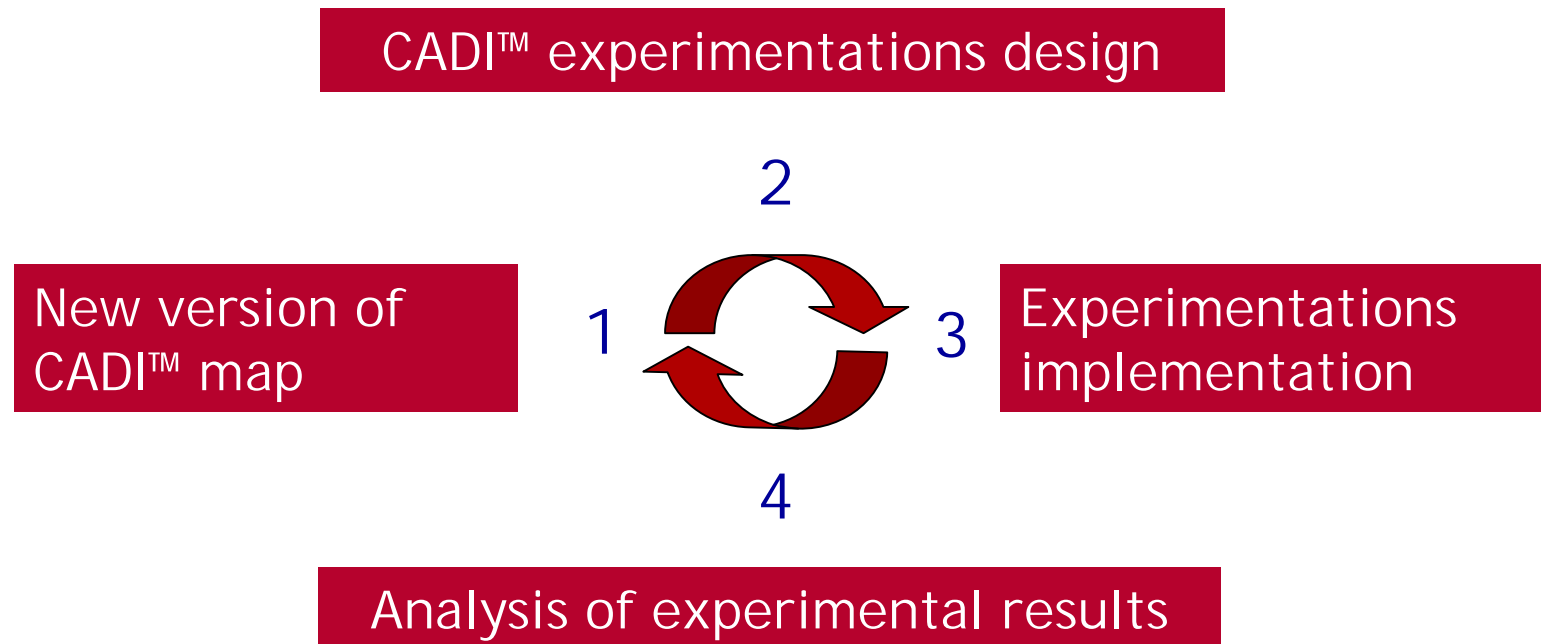 CADI™ experimentations design
2
New version of
CADI™ map
1
3
Experimentations
implementation
4
Analysis of experimental results